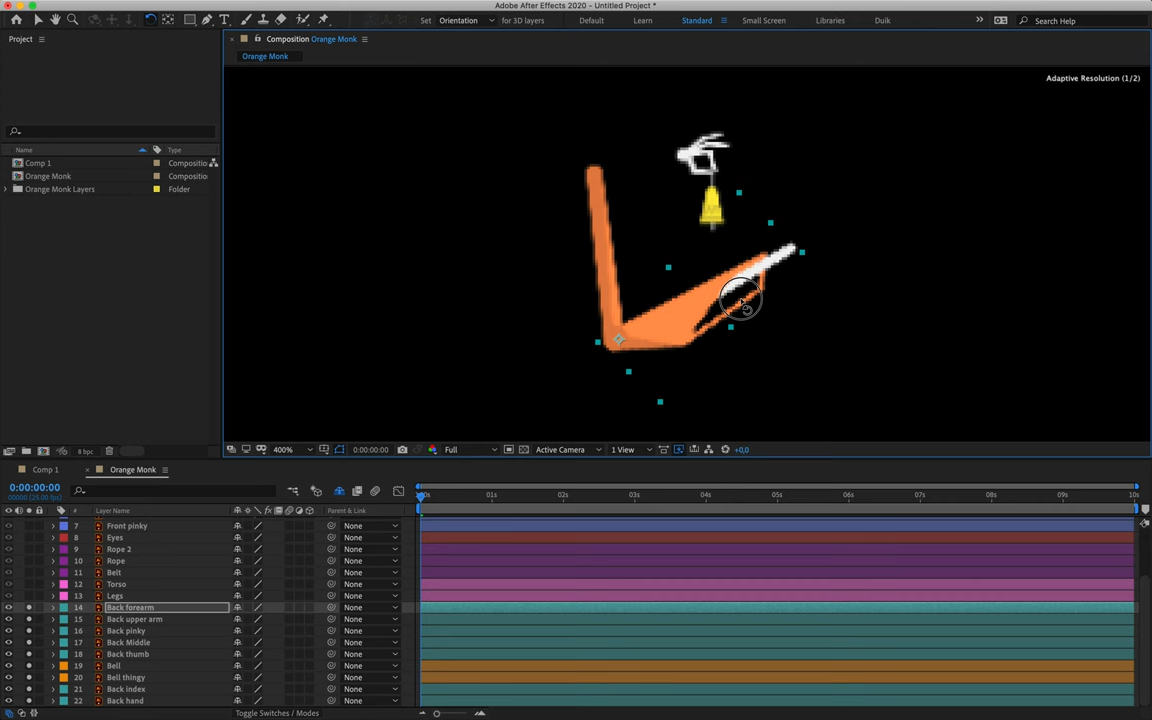 Adobe After Effects 2020 - Untitled Project *
Set Orientation for 3D layers Default Learn Standard Small Screen Libraries Duik Search Help
Project
Composition Orange Monk
Orange Monk
Adaptive Resolution (1/2)
Name Type
Comp 1 Compositio
Orange Monk Compositio
Orange Monk Layers Folder
8 bpc
400% 0:00:00:00 Full Active Camera 1 View +0,0
Comp 1 Orange Monk
0:00:00:00
00000 (25.00 fps)
# Layer Name Parent & Link
01s 02s 03s 04s 05s 06s 07s 08s 09s 10s
7 Front pinky None
8 Eyes None
9 Rope 2 None
10 Rope None
11 Belt None
12 Torso None
13 Legs None
14 Back forearm None
15 Back upper arm None
16 Back pinky None
17 Back Middle None
18 Back thumb None
19 Bell None
20 Bell thingy None
21 Back index None
22 Back hand None
Toggle Switches / Modes